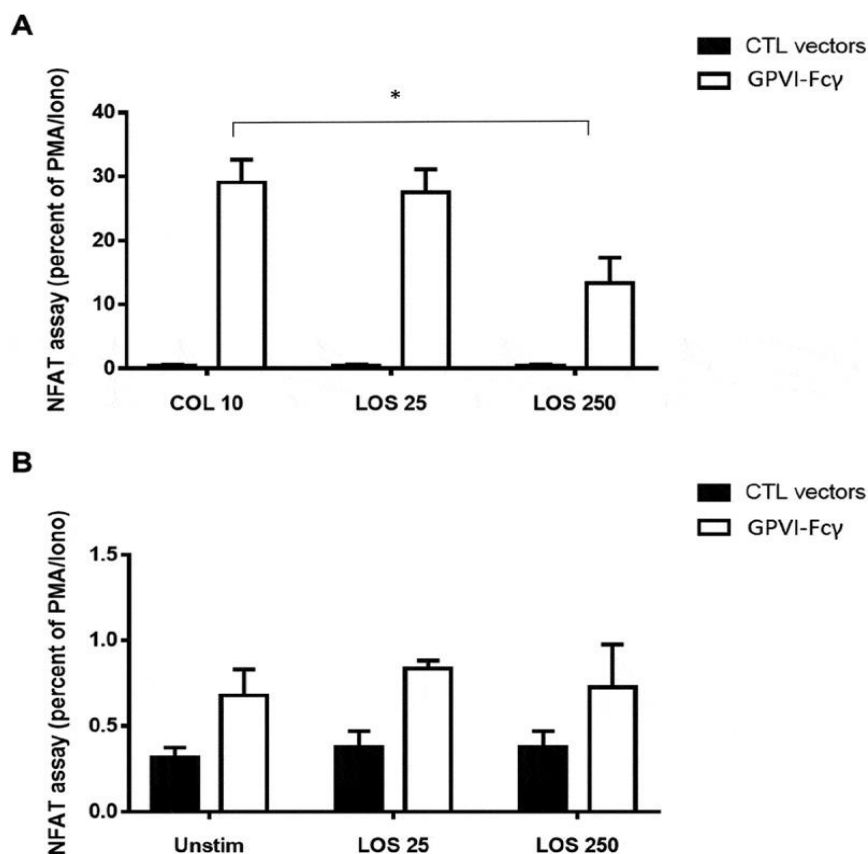 A
CTL vectors
GPVI-Fcγ
NFAT assay (percent of PMA/Iono)
*
40
30
20
10
0
COL 10 LOS 25 LOS 250
B
CTL vectors
GPVI-Fcγ
NFAT assay (percent of PMA/Iono)
1.5
1.0
0.5
0.0
Unstim LOS 25 LOS 250